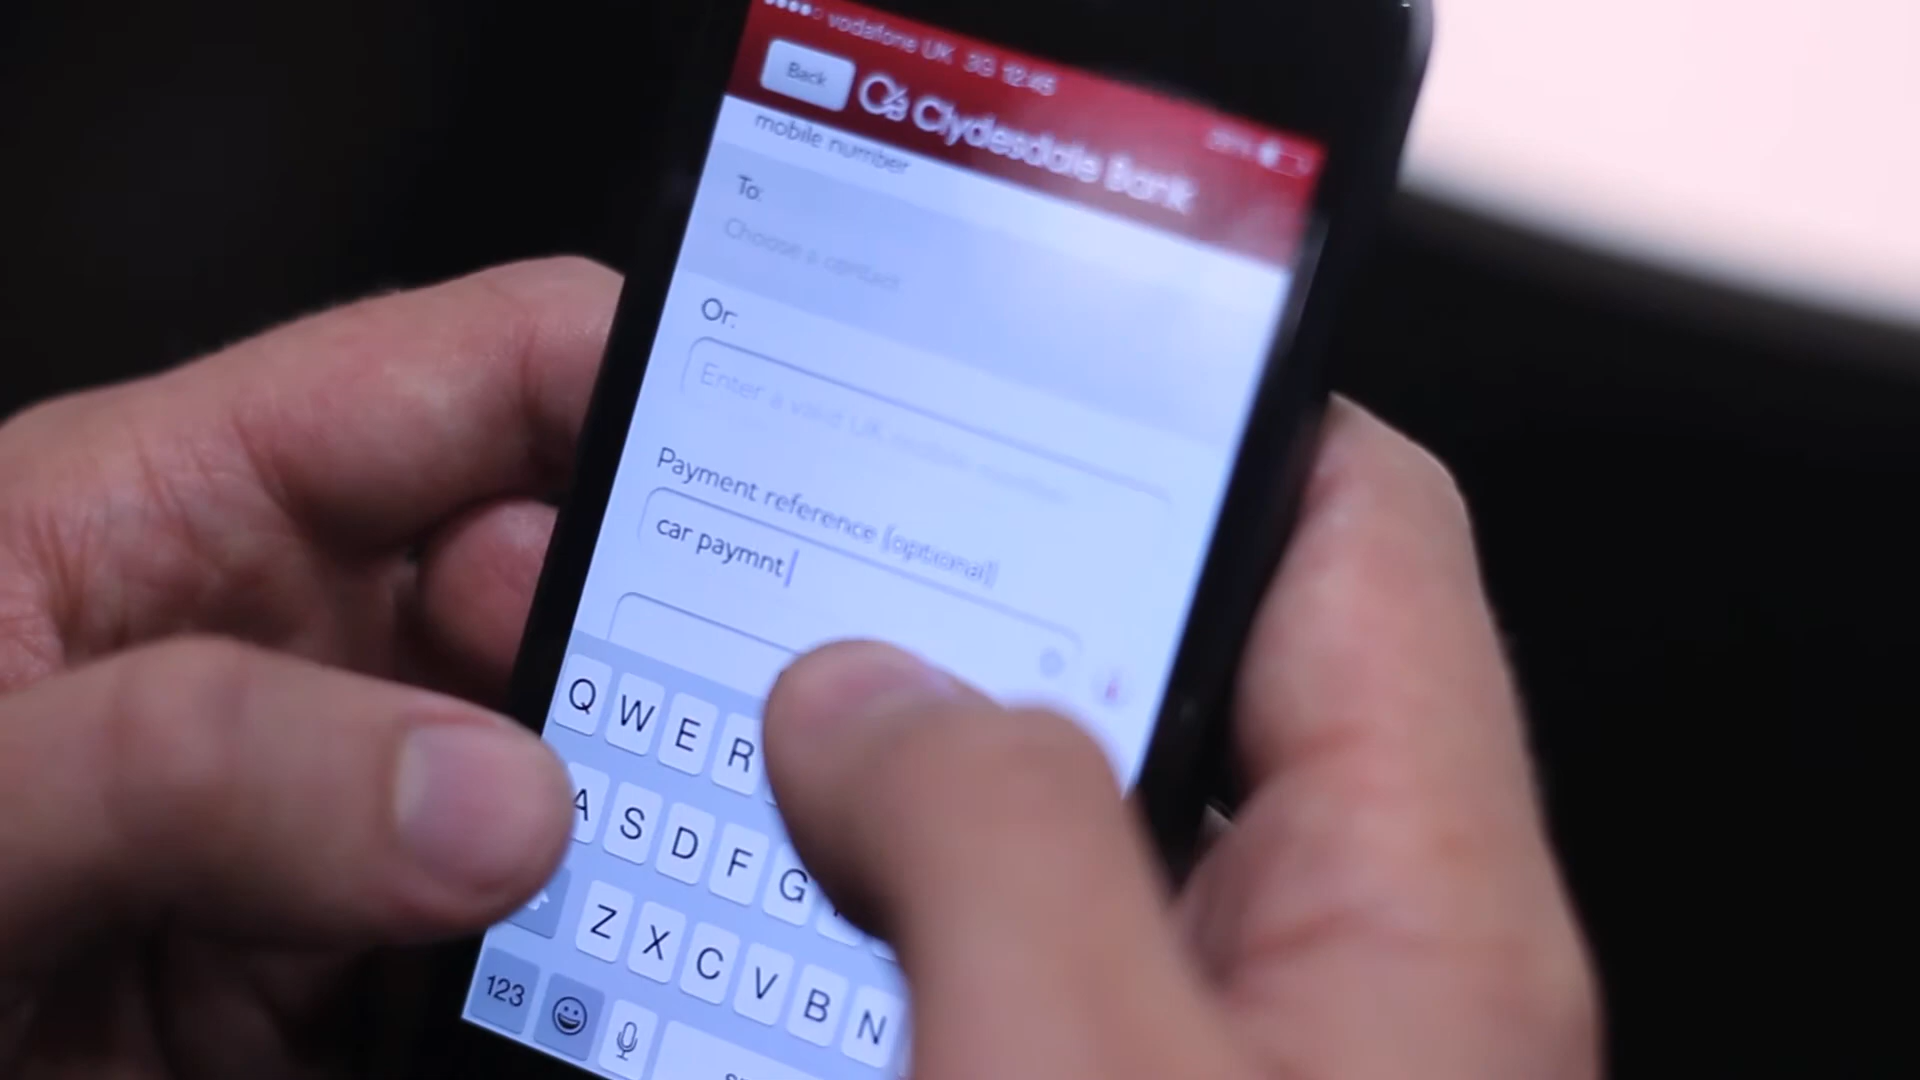 vodafone UK 3G 12:45
Back
Clydesdale Bank
mobile number
To:
Choose a contact
Or:
Enter a valid UK mobile number
Payment reference (optional)
car paymnt
Q W E R
A S D F G
Z X C V B N
123